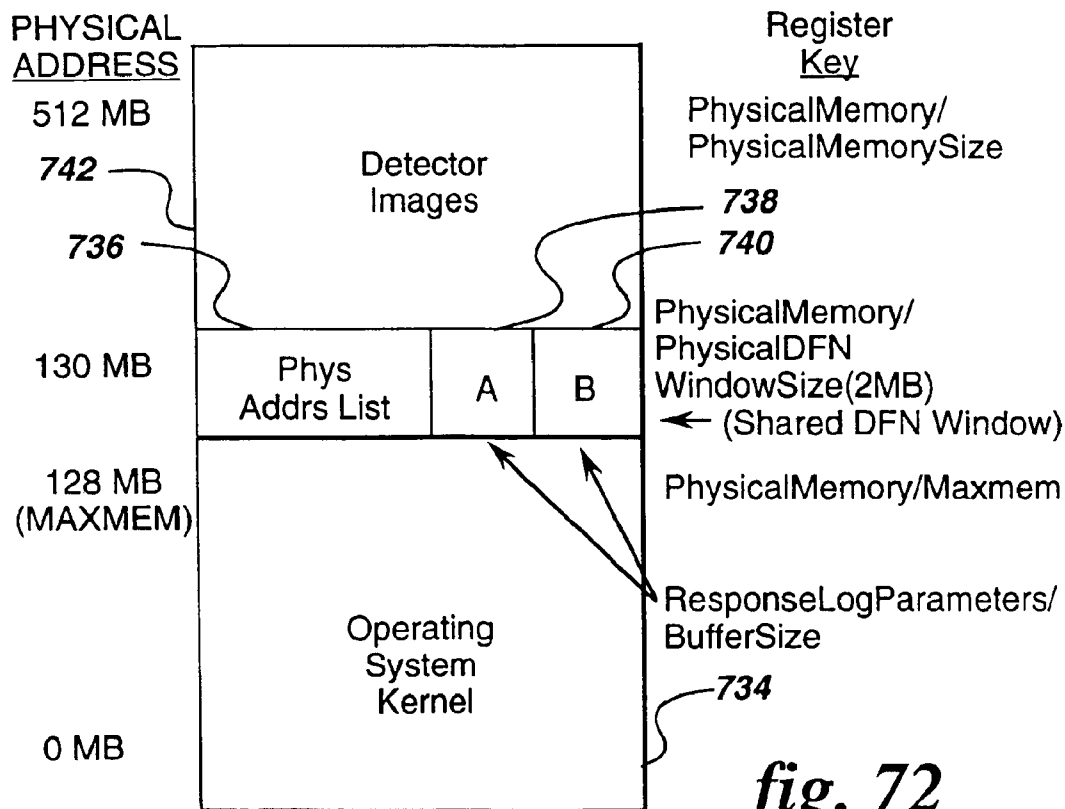 PHYSICAL
ADDRESS
Register
Key
512 MB
PhysicalMemory/
PhysicalMemorySize
742
Detector
Images
738
736
740
130 MB
Phys
Addrs List
A
B
PhysicalMemory/
PhysicalDFN
WindowSize(2MB)
(Shared DFN Window)
128 MB
(MAXMEM)
PhysicalMemory/Maxmem
ResponseLogParameters/
BufferSize
Operating
System
Kernel
734
0 MB
fig. 72